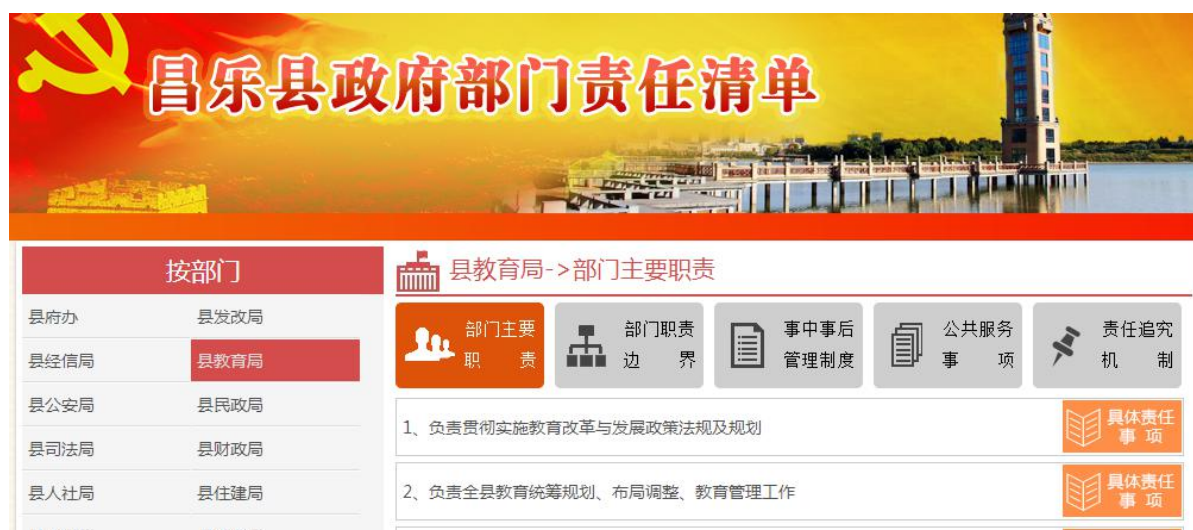 昌乐县政府部门责任清单
按部门
县府办 县发改局
县经信局 县教育局
县公安局 县民政局
县司法局 县财政局
县人社局 县住建局
县教育局->部门主要职责
部门主要
职 责
部门职责
边 界
事中事后
管理制度
公共服务
事 项
责任追究
机 制
1、负责贯彻实施教育改革与发展政策法规及规划
具体责任
事 项
2、负责全县教育统筹规划、布局调整、教育管理工作
具体责任
事 项